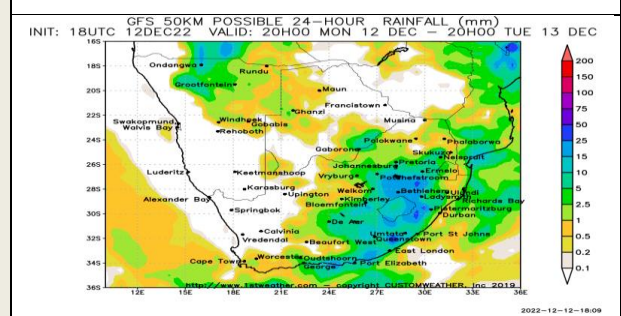 GFS 50KM POSSIBLE 24-HOUR RAINFALL (mm)
INIT: 18UTC 12DEC22 VALID: 20H00 MON 12 DEC - 20H00 TUE 13 DEC
16S
18S
20S
22S
24S
26S
28S
30S
32S
34S
36S
Ondangwa
Rundu
Grootfontein
Maun
Francistown
Ghanzi
Swakopmund
Windhoek
Gobabis
Musina
Walvis Bay
Rehoboth
Polokwane
Phalaborwa
Gaborone
Skukuza
Nelspruit
Johannesburg
Pretoria
Luderitz
Keetmanshoop
Vryburg
Potchefstroom
Ermelo
Karasburg
Upington
Welkom
Bethlehem
Ulundi
Alexander Bay
Kimberley
Ladysmith
Richards Bay
Springbok
Bloemfontein
Pietermaritzburg
Durban
De Aar
Calvinia
Umtata
Port St Johns
Vredendal
Beaufort West
Queenstown
East London
Cape Town
Worcester
Oudtshoorn
George
Port Elizabeth
http://www.1stweather.com - copyright CUSTOMWEATHER, Inc 2019
12E 15E 18E 21E 24E 27E 30E 33E 36E
200
150
100
75
50
25
15
10
5
2.5
1
0.5
0.2
0.1
2022-12-12-18:09